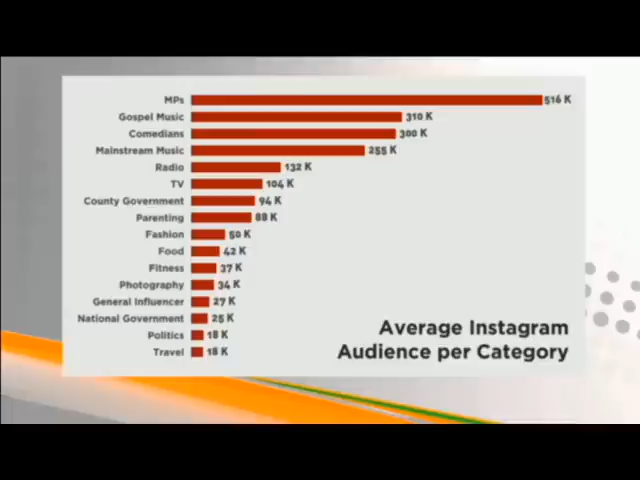 MPs 516 K
Gospel Music 310 K
Comedians 300 K
Mainstream Music 255 K
Radio 132 K
TV 104 K
County Government 94 K
Parenting 88 K
Fashion 50 K
Food 42 K
Fitness 37 K
Photography 34 K
General Influencer 27 K
National Government 25 K
Politics 18 K
Travel 18 K
Average Instagram
Audience per Category